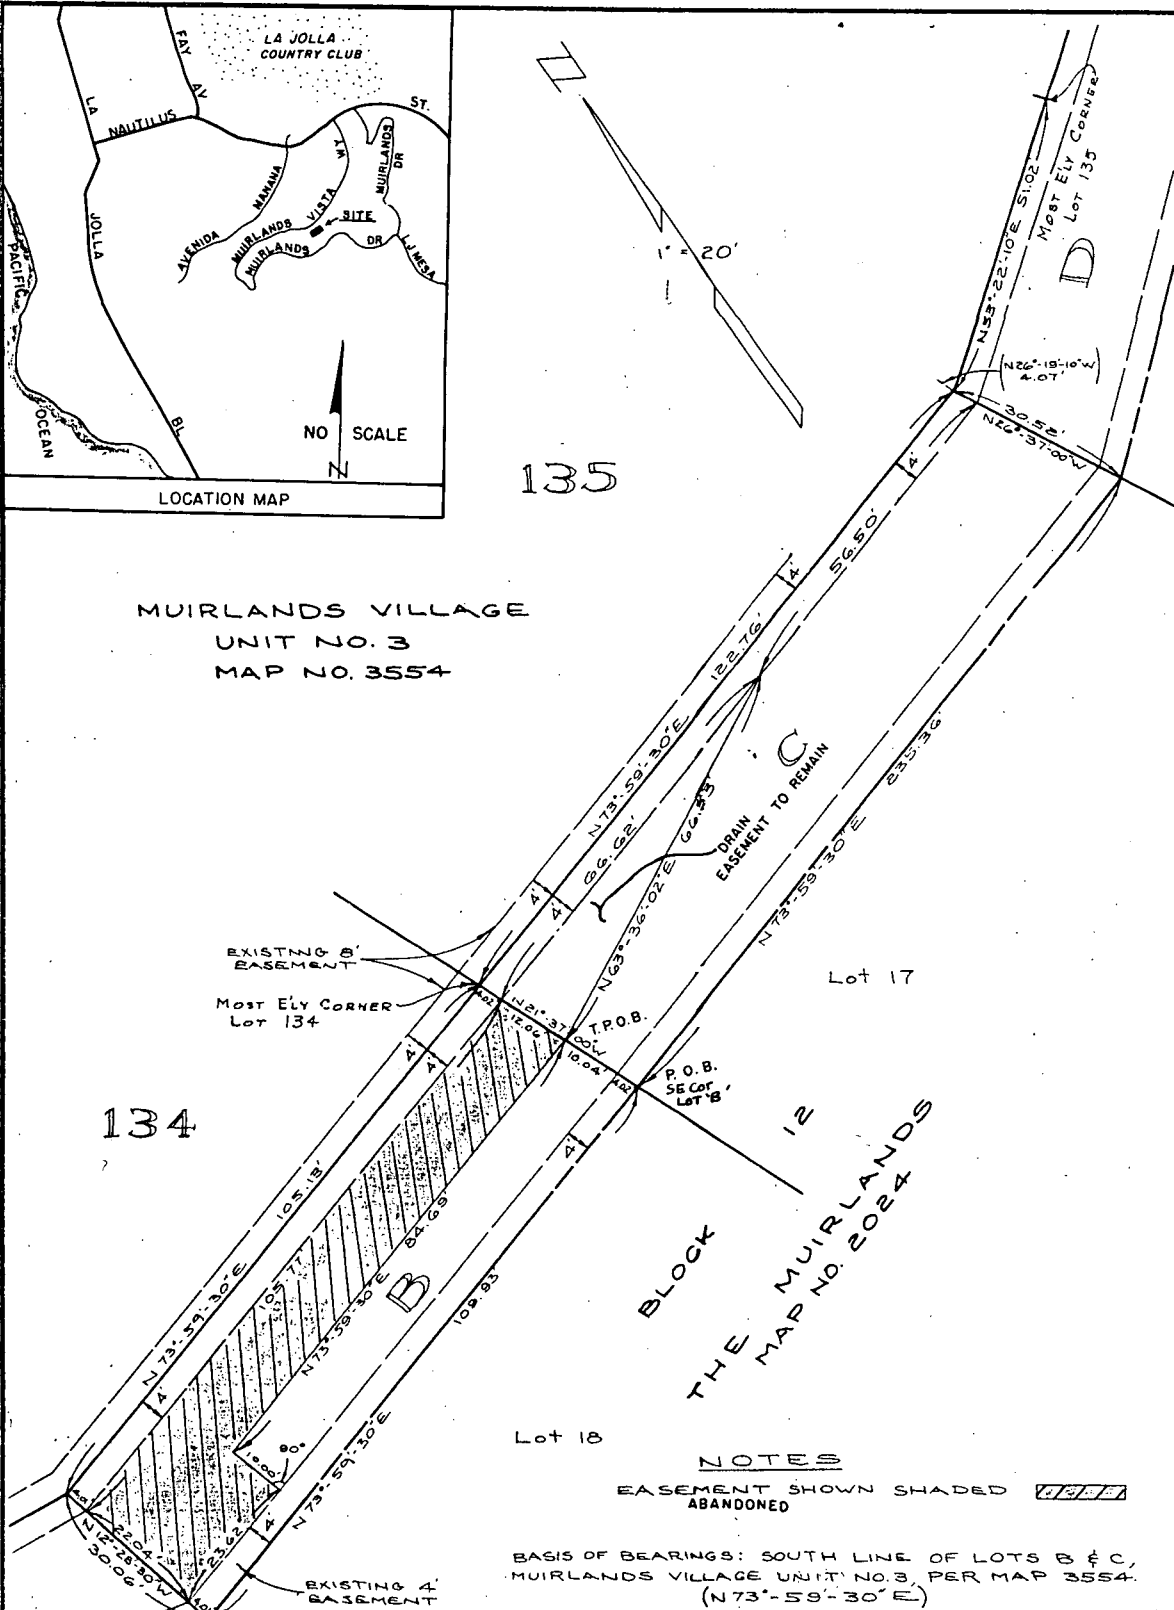 LA JOLLA
COUNTRY CLUB
FAY
AV
LA
NAUTILUS
ST.
WY
MUIRLANDS
DR
MANANA
AVENIDA
VISTA
MUIRLANDS
SITE
MUIRLANDS
DR
LJ MESA
JOLLA
BL
PACIFIC
OCEAN
NO SCALE
N
LOCATION MAP
1" = 20'
135
MOST E'LY CORNER
LOT 135
D
N53°-22'-10"E 51.02'
(N26°-19'-10"W
4.07')
30.52'
N26°-37'-00"W
4'
56.50'
4'
MUIRLANDS VILLAGE
UNIT NO. 3
MAP NO. 3554
122.76'
N73°-59'-30"E
C
DRAIN
EASEMENT TO REMAIN
66.62'
66.53'
N63°-36'-02"E
235.36'
N73°-59'-30"E
4'
4'
EXISTING 8'
EASEMENT
MOST E'LY CORNER
LOT 134
Lot 17
4.02'
N21°-37'
00"W
12.06'
T.P.O.B.
10.04'
4.02'
P.O.B.
SE Cor
LOT 'B'
4'
4'
134
4'
105.13'
N73°-59'-30"E
105.77'
84.69'
N73°-59'-30"E
B
109.93'
N73°-59'-30"E
BLOCK 12
THE MUIRLANDS
MAP NO. 2024
4'
90°
10.00'
Lot 18
22.04'
N12°-28'-30"W
30.06'
23.62'
4'
EXISTING 4'
EASEMENT
NOTES
EASEMENT SHOWN SHADED
ABANDONED
BASIS OF BEARINGS: SOUTH LINE OF LOTS B & C,
MUIRLANDS VILLAGE UNIT NO. 3, PER MAP 3554.
(N73°-59'-30"E)